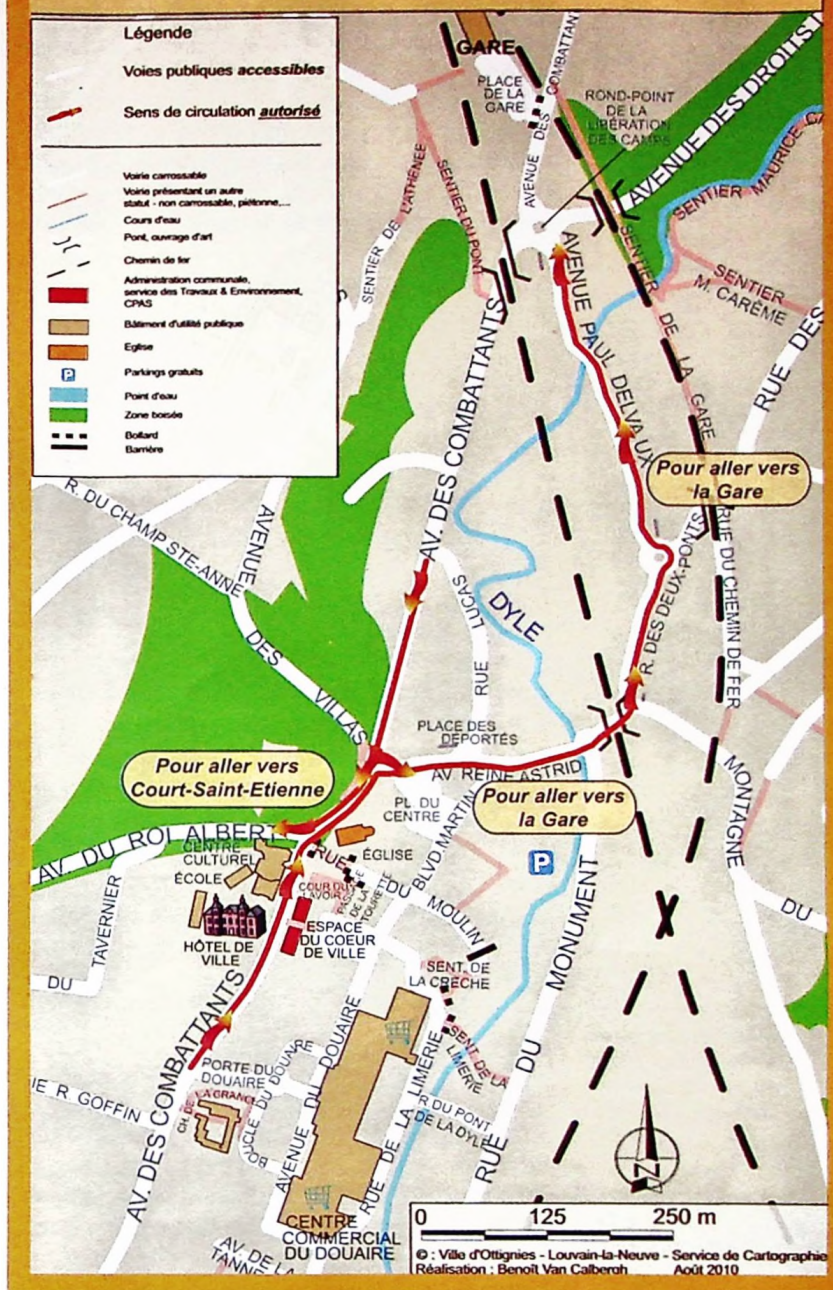 Légende
Voies publiques accessibles
Sens de circulation autorisé
Voirie carrossable
Voirie présentant un autre
statut - non carrossable, piétonne,...
Cours d'eau
Pont, ouvrage d'art
Chemin de fer
Administration communale,
service des Travaux & Environnement,
CPAS
Bâtiment d'utilité publique
Eglise
P
Parkings gratuits
Point d'eau
Zone boisée
Bollard
Barrière
GARE
PLACE
DE LA
GARE
AVENUE DES COMBATTANT
ROND-POINT
DE LA
LIBÉRATION
DES CAMPS
AVENUE DES DROITS
SENTIER MAURICE
SENTIER DE L'ATHENEE
SENTIER DU PONT
SENTIER DE LA GARE
SENTIER
M. CARÊME
AVENUE PAUL DELVAUX
RUE DES
AV. DES COMBATTANTS
Pour aller vers
la Gare
R. DU CHAMP STE-ANNE
AVENUE DES VILLAS
RUE LUCAS
DYLE
R. DES DEUX-PONTS
RUE DU CHEMIN DE FER
PLACE DES
DÉPORTÉS
Pour aller vers
Court-Saint-Etienne
AV REINE ASTRID
Pour aller vers
la Gare
MONTAGNE
DU
PL. DU
CENTRE
BLVD.MARTIN
AV. DU ROI ALBERT
CENTRE
CULTUREL
ÉCOLE
ÉGLISE
RUE DU MOULIN
COUR DU
LAVOIR
DE LA
TOURETTE
P
HÔTEL DE
VILLE
ESPACE
DU COEUR
DE VILLE
TAVERNIER
DU
SENT. DE
LA CRÈCHE
SENT. DE LA
LIMERIE
RUE DU MONUMENT
AV. DES COMBATTANTS
PORTE DU
DOUAIRE
CH. DE
LA GRANGE
BOUCLE DU DOUAIRE
AVENUE DU DOUAIRE
RUE DE LA LIMERIE
R DU PONT
DE LA DYLE
IE R. GOFFIN
CENTRE
COMMERCIAL
DU DOUAIRE
AV. DE LA
TANNE
N
0 125 250 m
© : Ville d'Ottignies - Louvain-la-Neuve - Service de Cartographie
Réalisation : Benoît Van Calbergh Août 2010